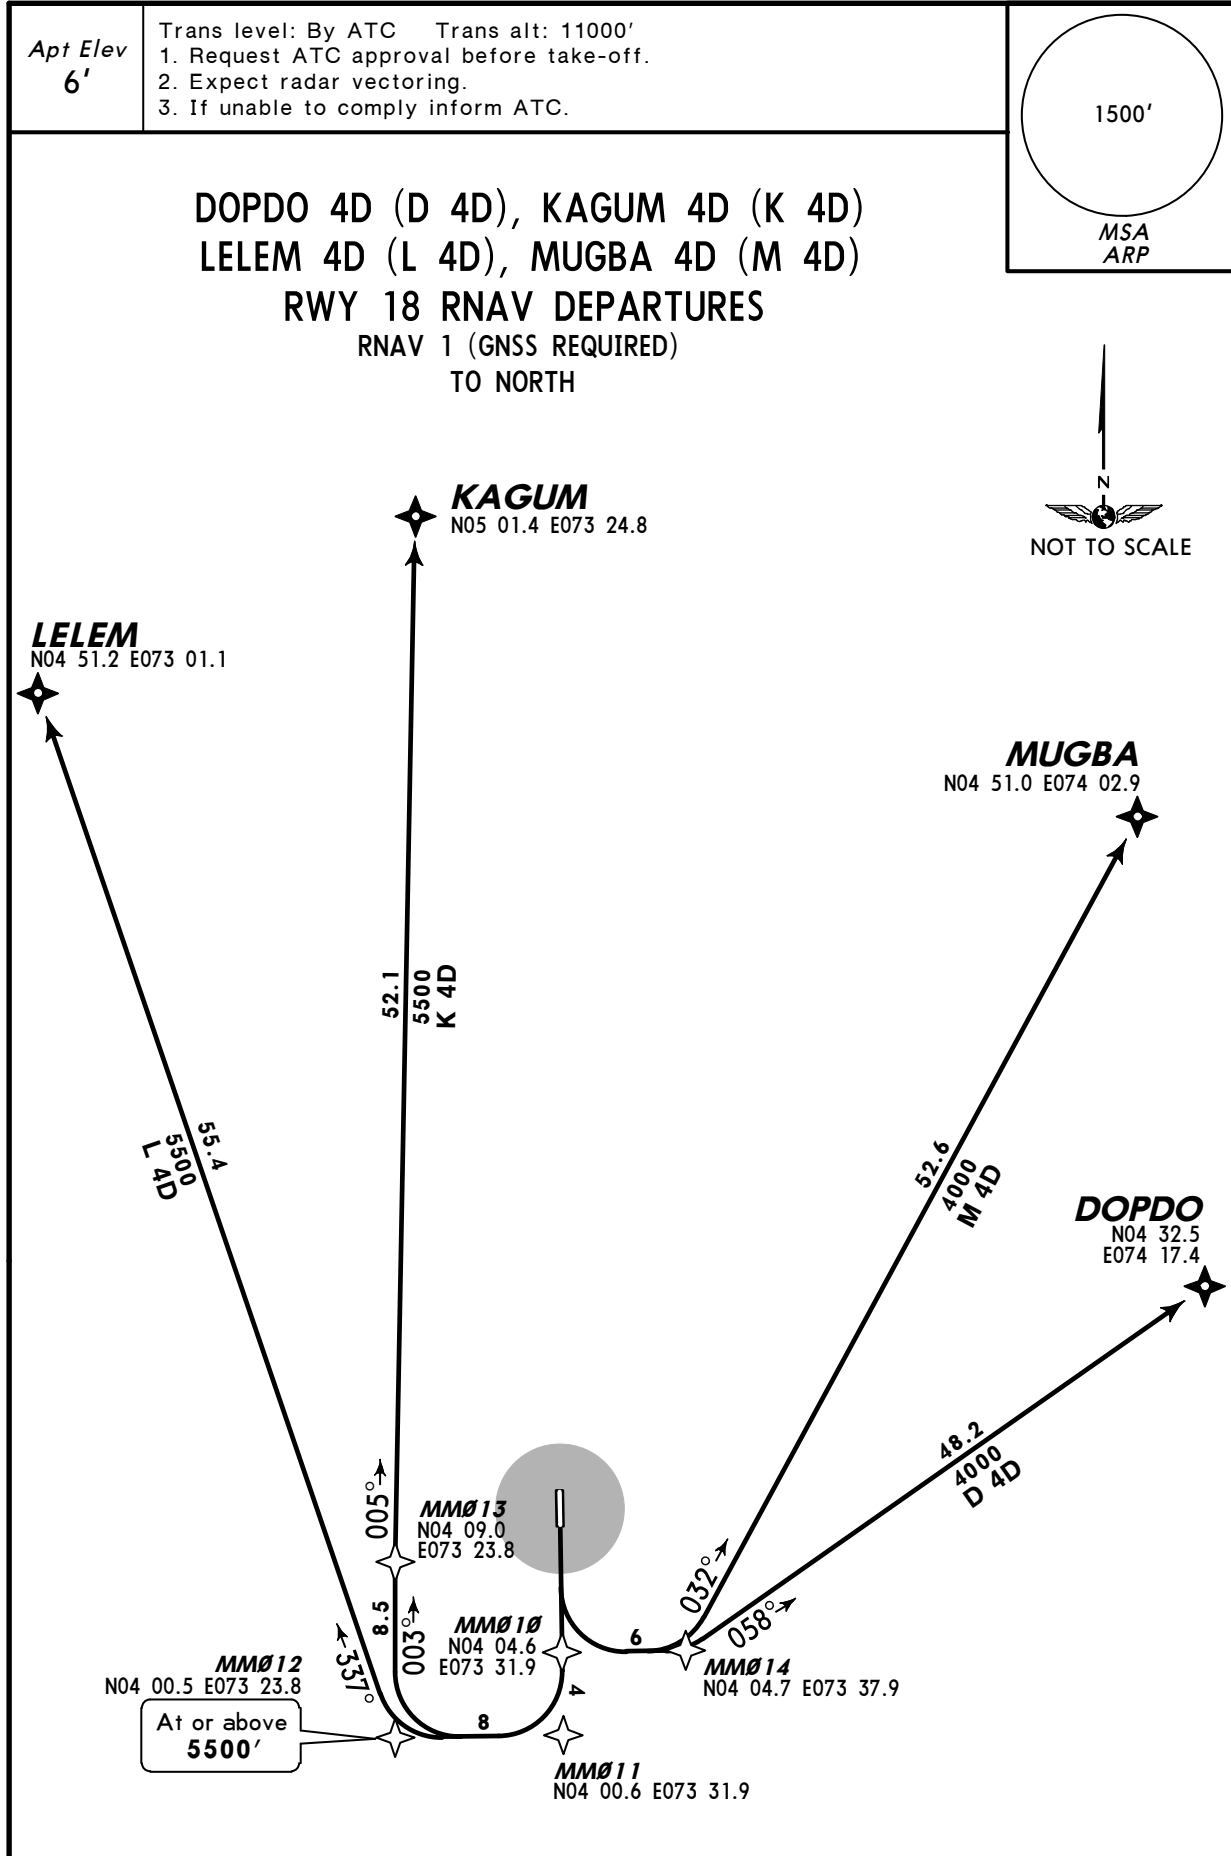 Apt Elev
6'
Trans level: By ATC Trans alt: 11000'
1. Request ATC approval before take-off.
2. Expect radar vectoring.
3. If unable to comply inform ATC.
1500'
MSA
ARP
DOPDO 4D (D 4D), KAGUM 4D (K 4D)
LELEM 4D (L 4D), MUGBA 4D (M 4D)
RWY 18 RNAV DEPARTURES
RNAV 1 (GNSS REQUIRED)
TO NORTH
N
NOT TO SCALE
KAGUM
N05 01.4 E073 24.8
LELEM
N04 51.2 E073 01.1
MUGBA
N04 51.0 E074 02.9
52.1
5500
K 4D
55.4
5500
L 4D
52.6
4000
M 4D
DOPDO
N04 32.5
E074 17.4
48.2
4000
D 4D
005°
MMØ13
N04 09.0
E073 23.8
032°
058°
8.5
003°
MMØ10
N04 04.6
E073 31.9
6
MMØ14
N04 04.7 E073 37.9
337°
MMØ12
N04 00.5 E073 23.8
At or above
5500'
4
8
MMØ11
N04 00.6 E073 31.9